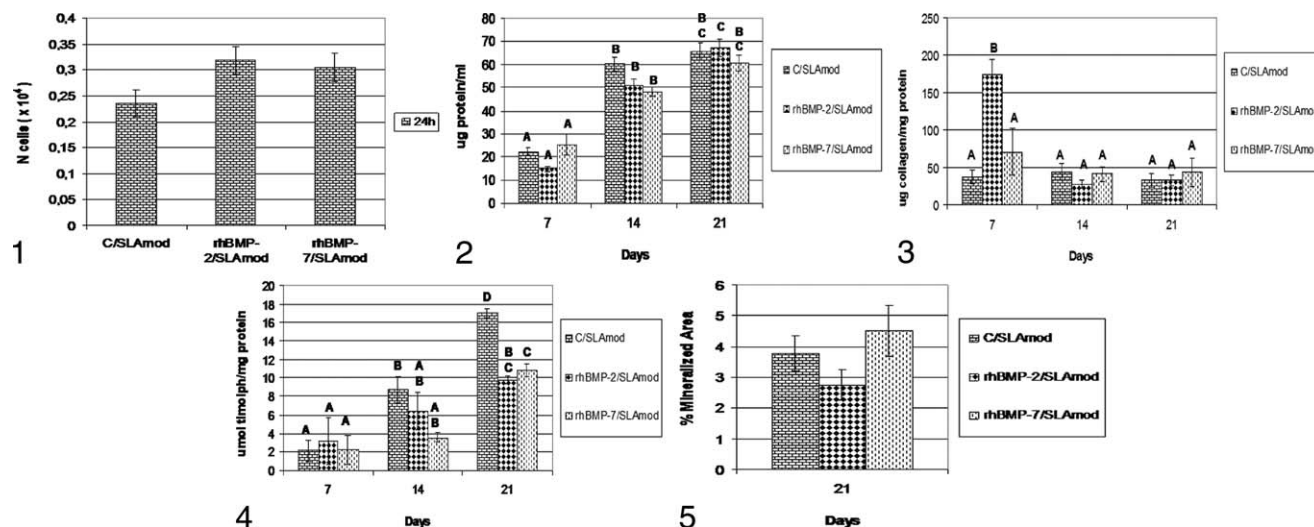 N cells ( x 10⁴)
0,4
0,35
0,3
0,25
0,2
0,15
0,1
0,05
0
C/SLAmod
rhBMP-2/SLAmod
rhBMP-7/SLAmod
24h
1
ug protein/ml
80
70
60
50
40
30
20
10
0
A A A
B B B
B C
C
B C
7 14 21
Days
C/SLAmod
rhBMP-2/SLAmod
rhBMP-7/SLAmod
2
ug collagen/mg protein
250
200
150
100
50
0
A B A
A A A
A A A
7 14 21
Days
C/SLAmod
rhBMP-2/SLAmo
rhBMP-7/SLAmo
3
umol timolph/mg protein
20
18
16
14
12
10
8
6
4
2
0
A A A
B
A B
A B
D
B C
C
7 14 21
Days
C/SLAmod
rhBMP-2/SLAmod
rhBMP-7/SLAmod
4
% Mineralized Area
6
5
4
3
2
1
0
21
Days
C/SLAmod
rhBMP-2/SLAmod
rhBMP-7/SLAmod
5